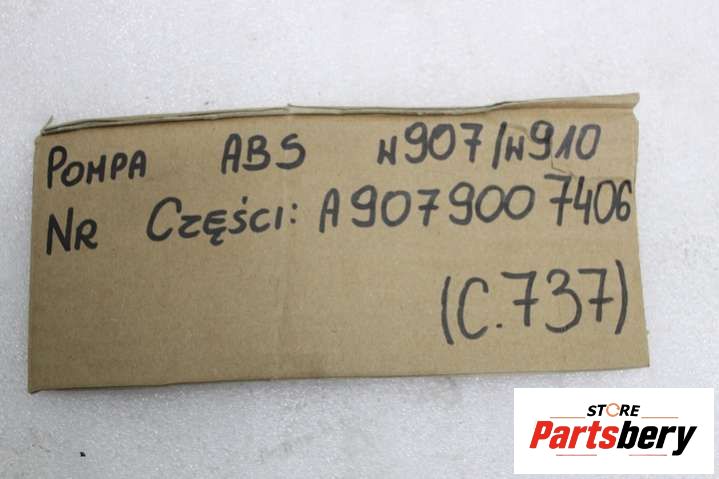 POMPA ABS W907/W910
NR CZĘŚCI: A9079007406
(C.737)
STORE
Partsbery